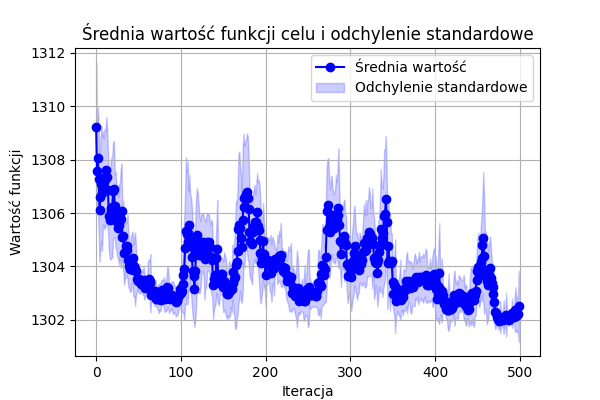 Średnia wartość funkcji celu i odchylenie standardowe
1312
1310
1308
1306
1304
1302
Wartość funkcji
Średnia wartość
Odchylenie standardowe
0 100 200 300 400 500
Iteracja